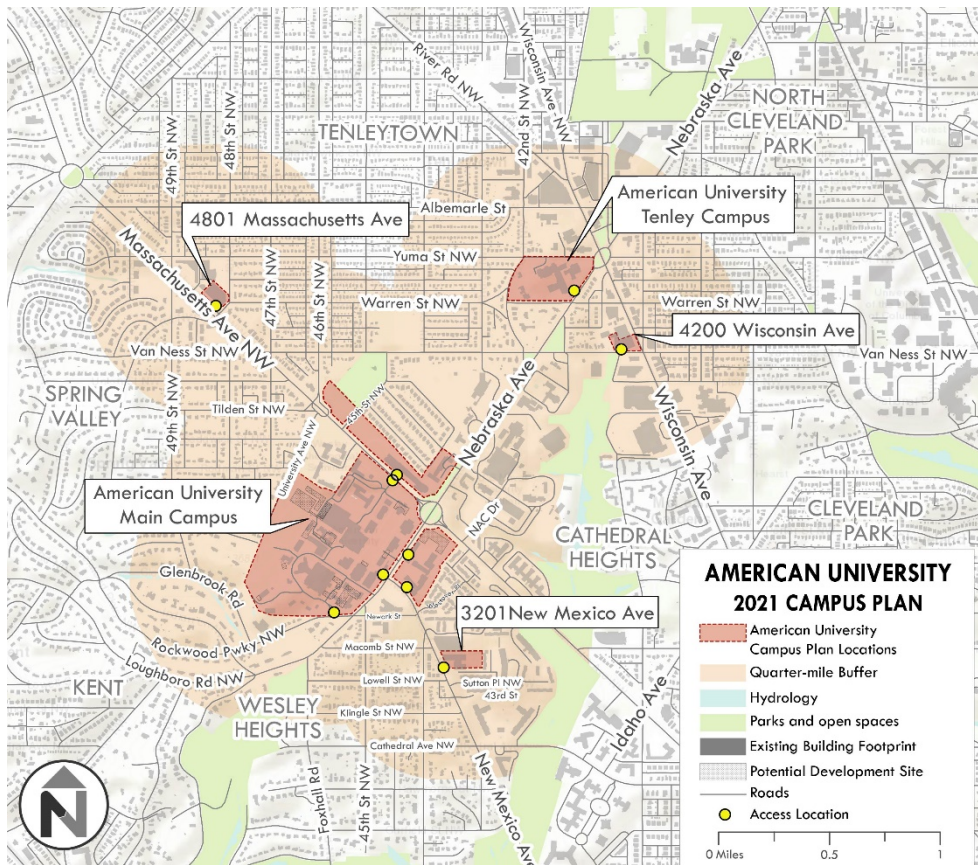 River Rd NW
Wisconsin Ave NW
42nd St NW
Nebraska Ave
NORTH
CLEVELAND
PARK
49th St NW
48th St NW
TENLEYTOWN
American University
Tenley Campus
4801 Massachusetts Ave
Albemarle St
Massachusetts Ave NW
47th St NW
46th St NW
Yuma St NW
Warren St NW
Warren St NW
4200 Wisconsin Ave
Van Ness St NW
Van Ness St NW
SPRING
VALLEY
49th St NW
Tilden St NW
45th St NW
University Ave NW
Nebraska Ave
Wisconsin Ave
American University
Main Campus
NAC Dr
CATHEDRAL
HEIGHTS
CLEVELAND
PARK
Glenbrook Rd
Rockwood Pwky NW
Loughboro Rd NW
Newark St
Macomb St NW
3201New Mexico Ave
KENT
WESLEY
HEIGHTS
Lowell St NW
Sutton Pl NW
43rd St
Klingle St NW
Cathedral Ave NW
Idaho Ave
Foxhall Rd
45th St NW
New Mexico Ave
N
AMERICAN UNIVERSITY
2021 CAMPUS PLAN
American University
Campus Plan Locations
Quarter-mile Buffer
Hydrology
Parks and open spaces
Existing Building Footprint
Potential Development Site
Roads
Access Location
0 Miles
0.5
1